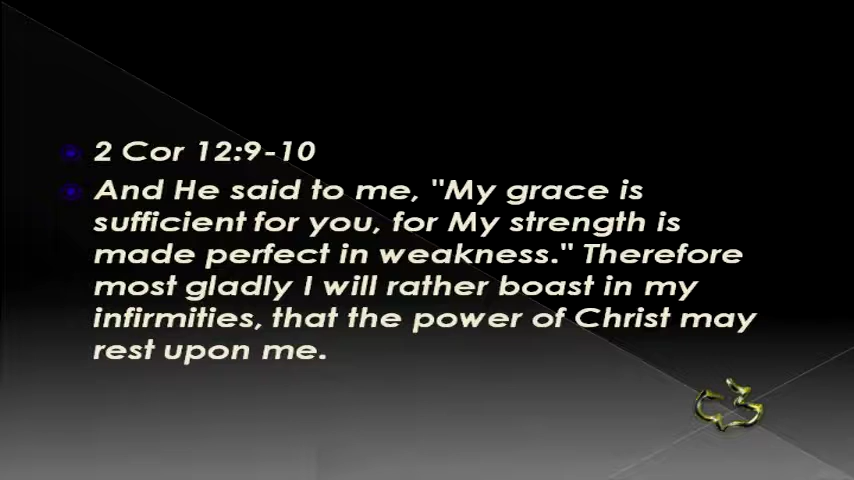 2 Cor 12:9-10
And He said to me, "My grace is
sufficient for you, for My strength is
made perfect in weakness." Therefore
most gladly I will rather boast in my
infirmities, that the power of Christ may
rest upon me.